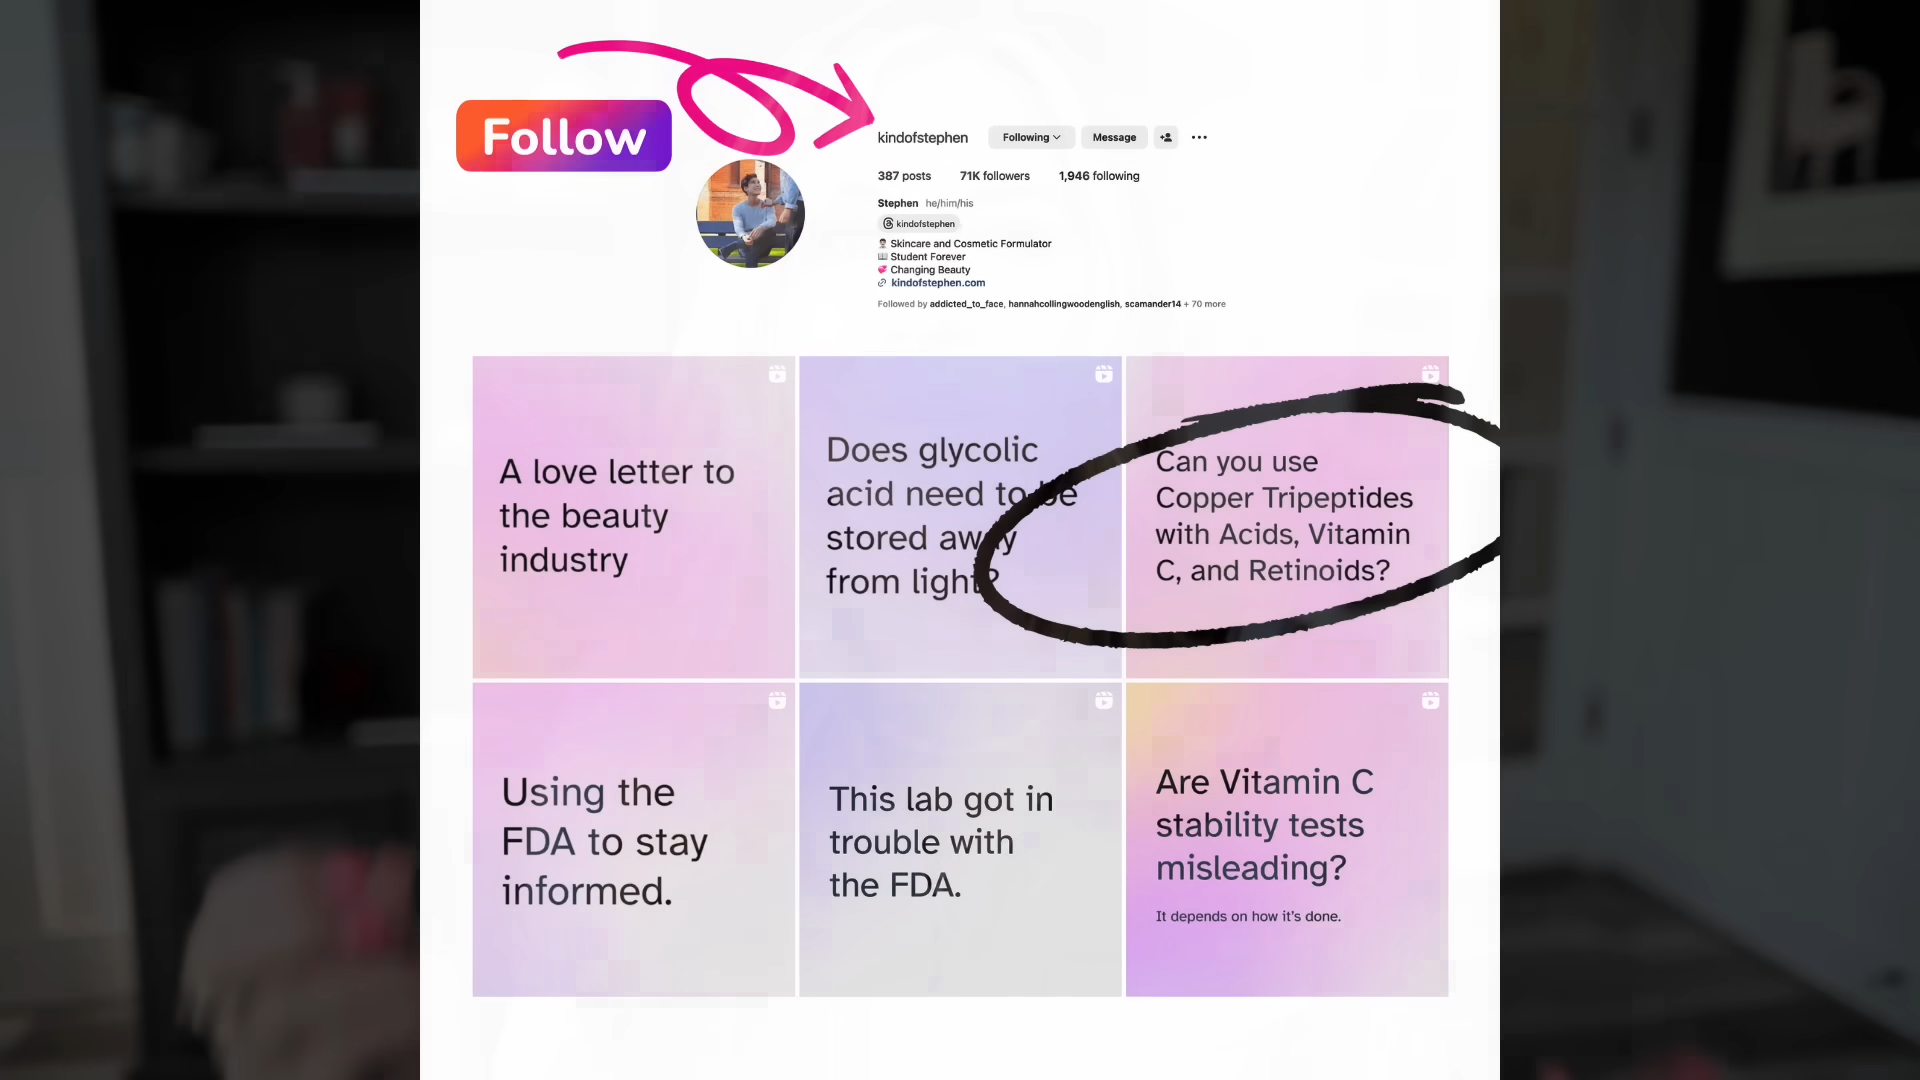 Follow
kindofstephen
Following
Message
387 posts
71K followers
1,946 following
Stephen he/him/his
kindofstephen
Skincare and Cosmetic Formulator
Student Forever
Changing Beauty
kindofstephen.com
Followed by addicted_to_face, hannahcollingwoodenglish, scamander14 + 70 more
A love letter to
the beauty
industry
Does glycolic
acid need to be
stored away
from light?
Can you use
Copper Tripeptides
with Acids, Vitamin
C, and Retinoids?
Using the
FDA to stay
informed.
This lab got in
trouble with
the FDA.
Are Vitamin C
stability tests
misleading?
It depends on how it's done.